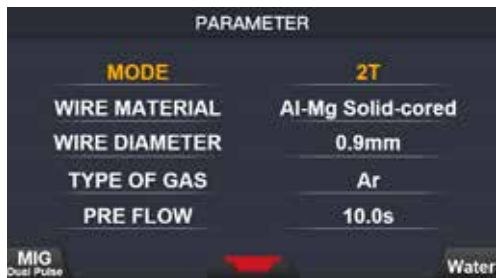 PARAMETER
MODE 2T
WIRE MATERIAL Al-Mg Solid-cored
WIRE DIAMETER 0.9mm
TYPE OF GAS Ar
PRE FLOW 10.0s
MIG Water
Dual Pulse